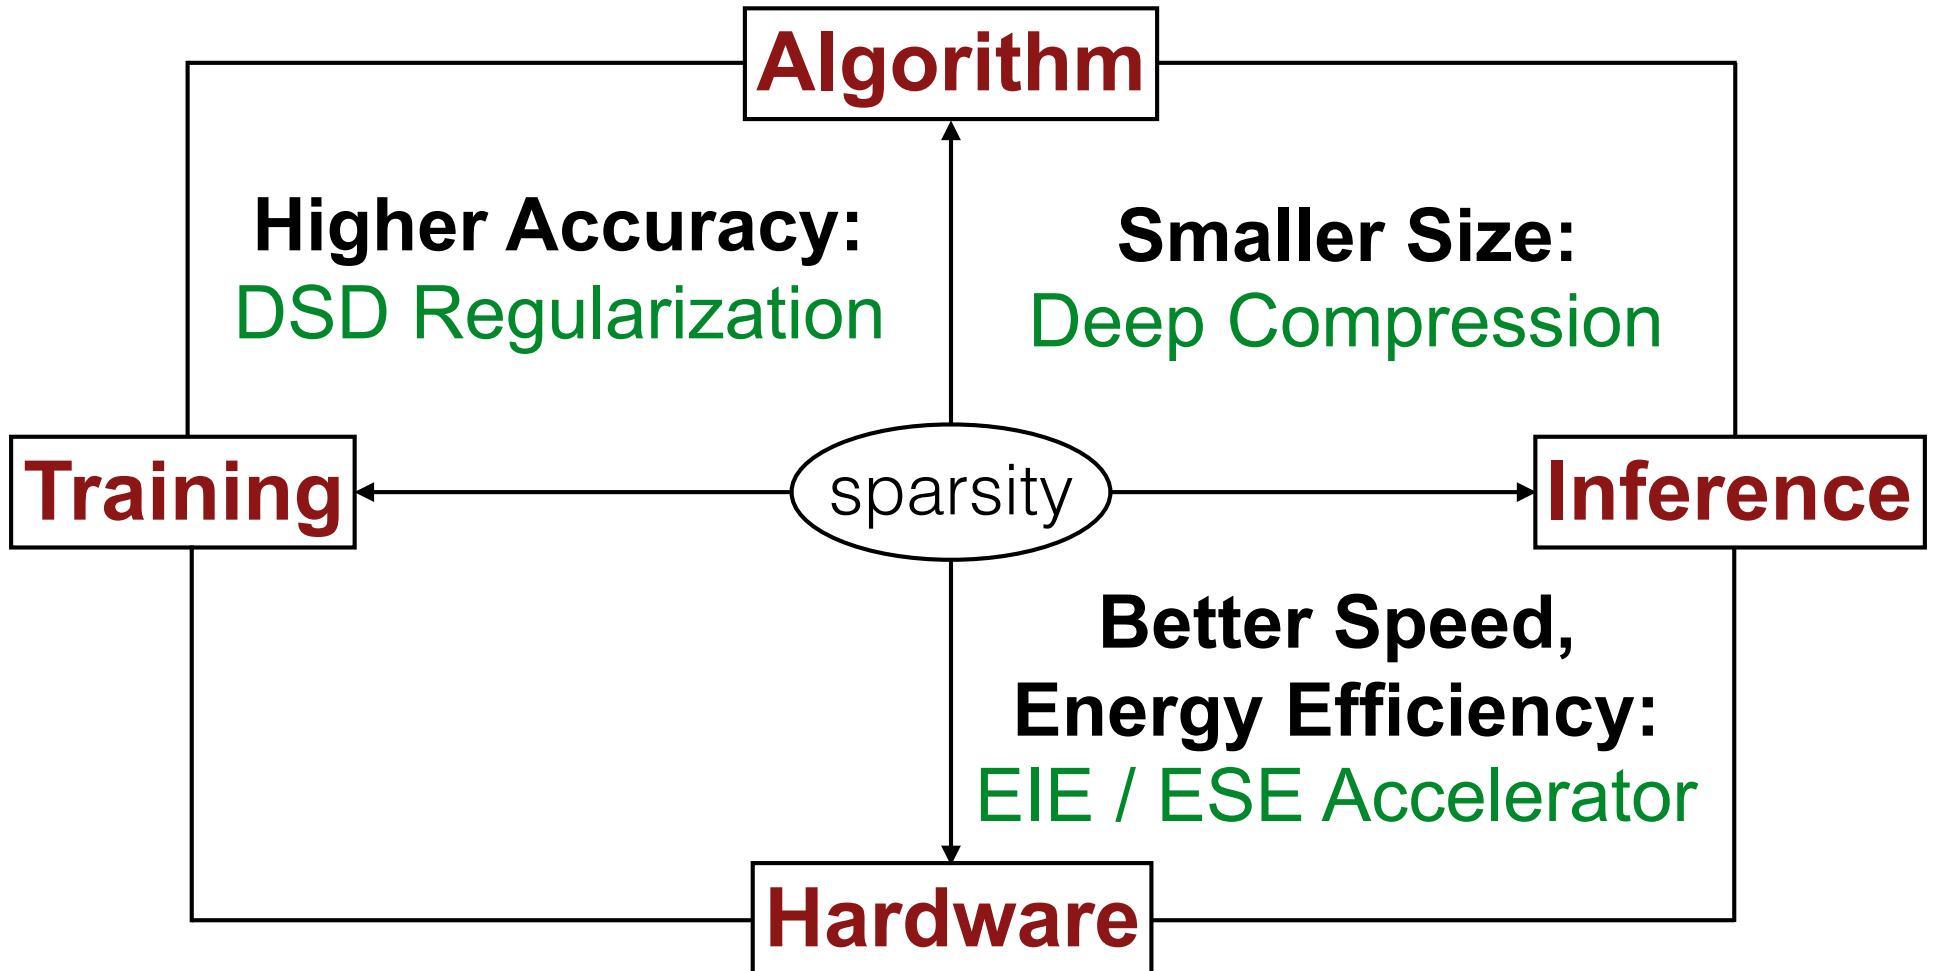 Algorithm
Higher Accuracy:
DSD Regularization
Smaller Size:
Deep Compression
Training
sparsity
Inference
Better Speed,
Energy Efficiency:
EIE / ESE Accelerator
Hardware